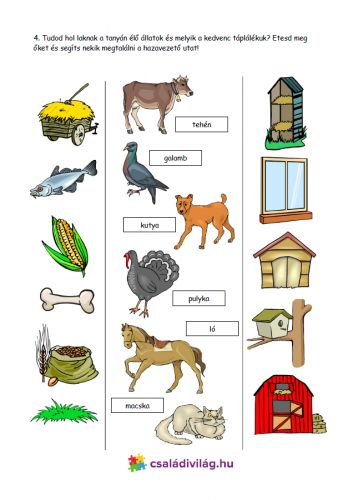 4. Tudod hol laknak a tanyán élő állatok és melyik a kedvenc táplálékuk? Etesd meg
őket és segíts nekik megtalálni a hazavezető utat!
tehén
galamb
kutya
pulyka
ló
macska
családivilág.hu